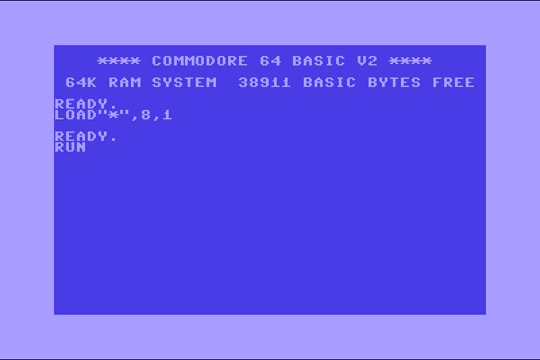 **** COMMODORE 64 BASIC V2 ****
64K RAM SYSTEM  38911 BASIC BYTES FREE
READY.
LOAD"*",8,1
READY.
RUN